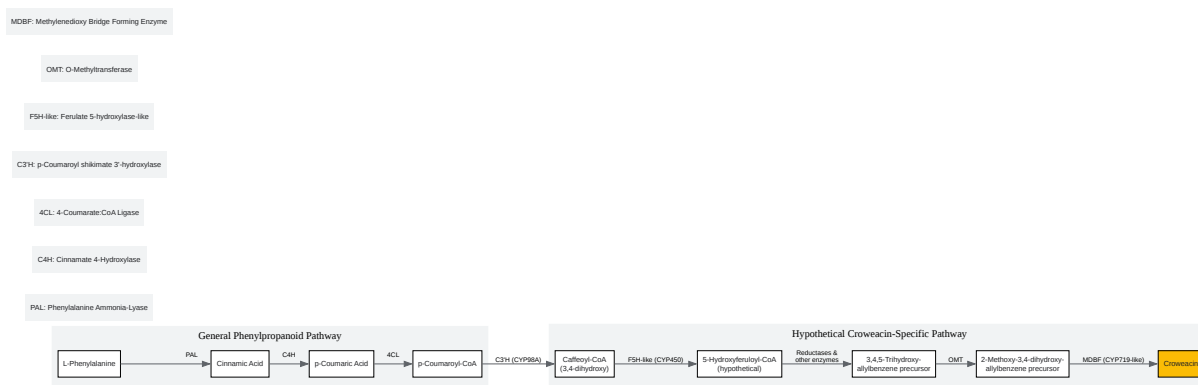 MDBF: Methylenedioxy Bridge Forming Enzyme
OMT: O-Methyltransferase
F5H-like: Ferulate 5-hydroxylase-like
C3'H: p-Coumaroyl shikimate 3'-hydroxylase
4CL: 4-Coumarate:CoA Ligase
C4H: Cinnamate 4-Hydroxylase
PAL: Phenylalanine Ammonia-Lyase
General Phenylpropanoid Pathway
L-Phenylalanine
PAL
Cinnamic Acid
C4H
p-Coumaric Acid
4CL
p-Coumaroyl-CoA
C3'H (CYP98A)
Hypothetical Croweacin-Specific Pathway
Caffeoyl-CoA
(3,4-dihydroxy)
F5H-like (CYP450)
5-Hydroxyferuloyl-CoA
(hypothetical)
Reductases &
other enzymes
3,4,5-Trihydroxy-
allylbenzene precursor
OMT
2-Methoxy-3,4-dihydroxy-
allylbenzene precursor
MDBF (CYP719-like)
Croweacin